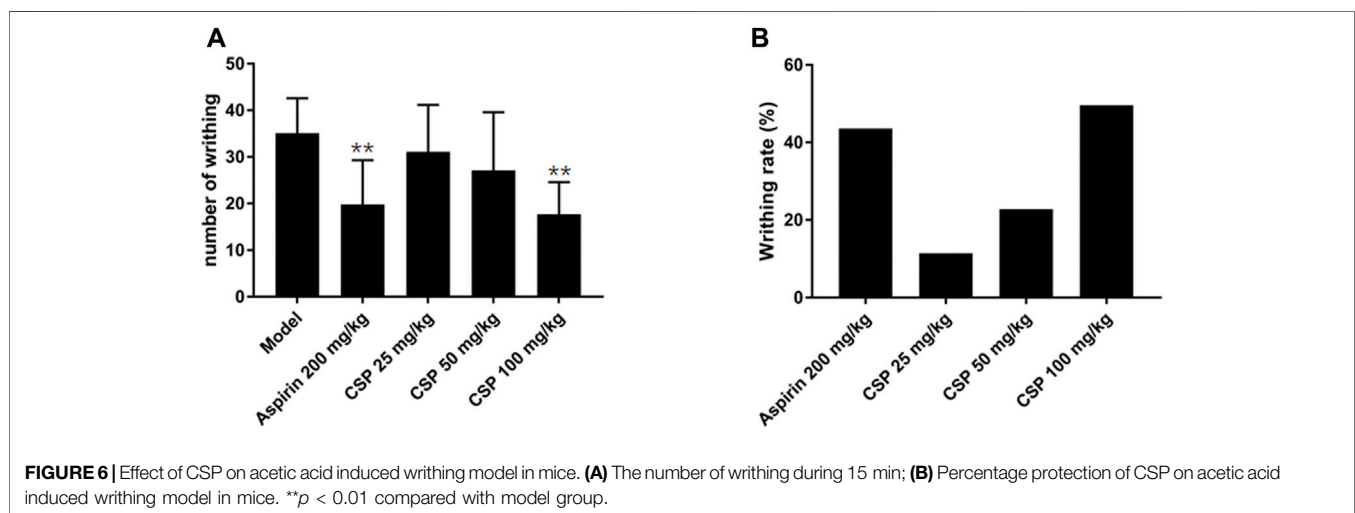 A
number of writhing
50
40
30
20
10
0
**
**
Model
Aspirin 200 mg/kg
CSP 25 mg/kg
CSP 50 mg/kg
CSP 100 mg/kg
B
Writhing rate (%)
60
40
20
0
Aspirin 200 mg/kg
CSP 25 mg/kg
CSP 50 mg/kg
CSP 100 mg/kg
FIGURE 6 | Effect of CSP on acetic acid induced writhing model in mice. (A) The number of writhing during 15 min; (B) Percentage protection of CSP on acetic acid
induced writhing model in mice. **p < 0.01 compared with model group.